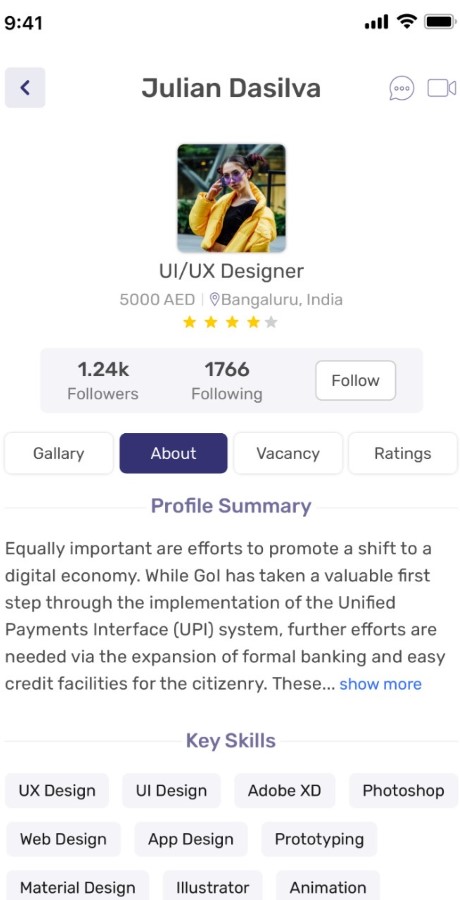 9:41
Julian Dasilva
UI/UX Designer
5000 AED | Bangaluru, India
1.24k 1766
Followers Following
Follow
Gallary About Vacancy Ratings
Profile Summary
Equally important are efforts to promote a shift to a
digital economy. While GoI has taken a valuable first
step through the implementation of the Unified
Payments Interface (UPI) system, further efforts are
needed via the expansion of formal banking and easy
credit facilities for the citizenry. These... show more
Key Skills
UX Design UI Design Adobe XD Photoshop
Web Design App Design Prototyping
Material Design Illustrator Animation